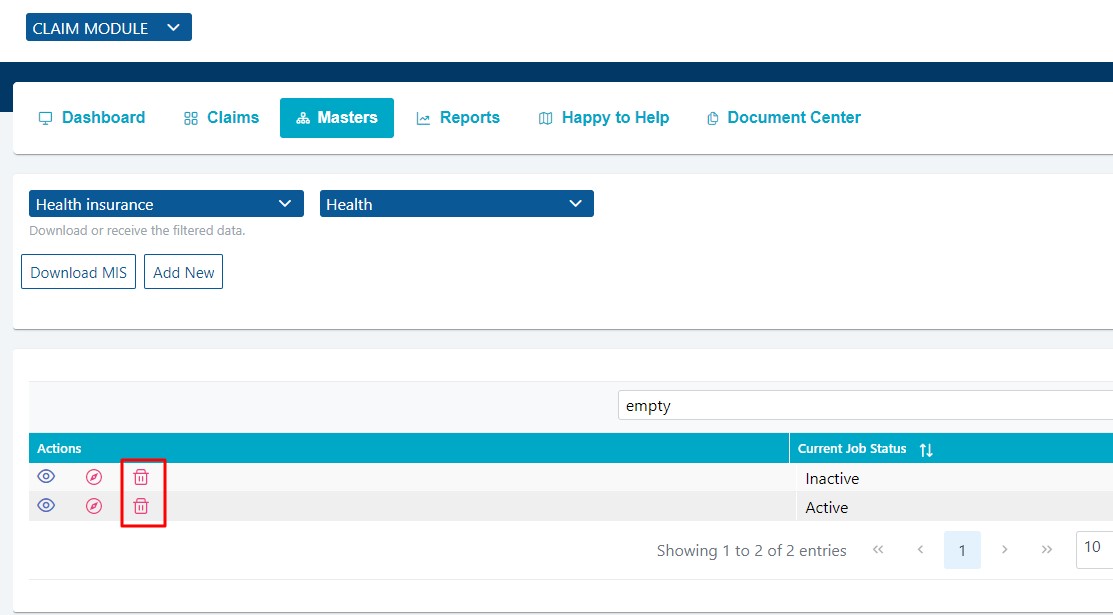 CLAIM MODULE
Dashboard Claims Masters Reports Happy to Help Document Center
Health insurance Health
Download or receive the filtered data.
Download MIS Add New
empty
Actions Current Job Status
Inactive
Active
Showing 1 to 2 of 2 entries « ‹ 1 › » 10